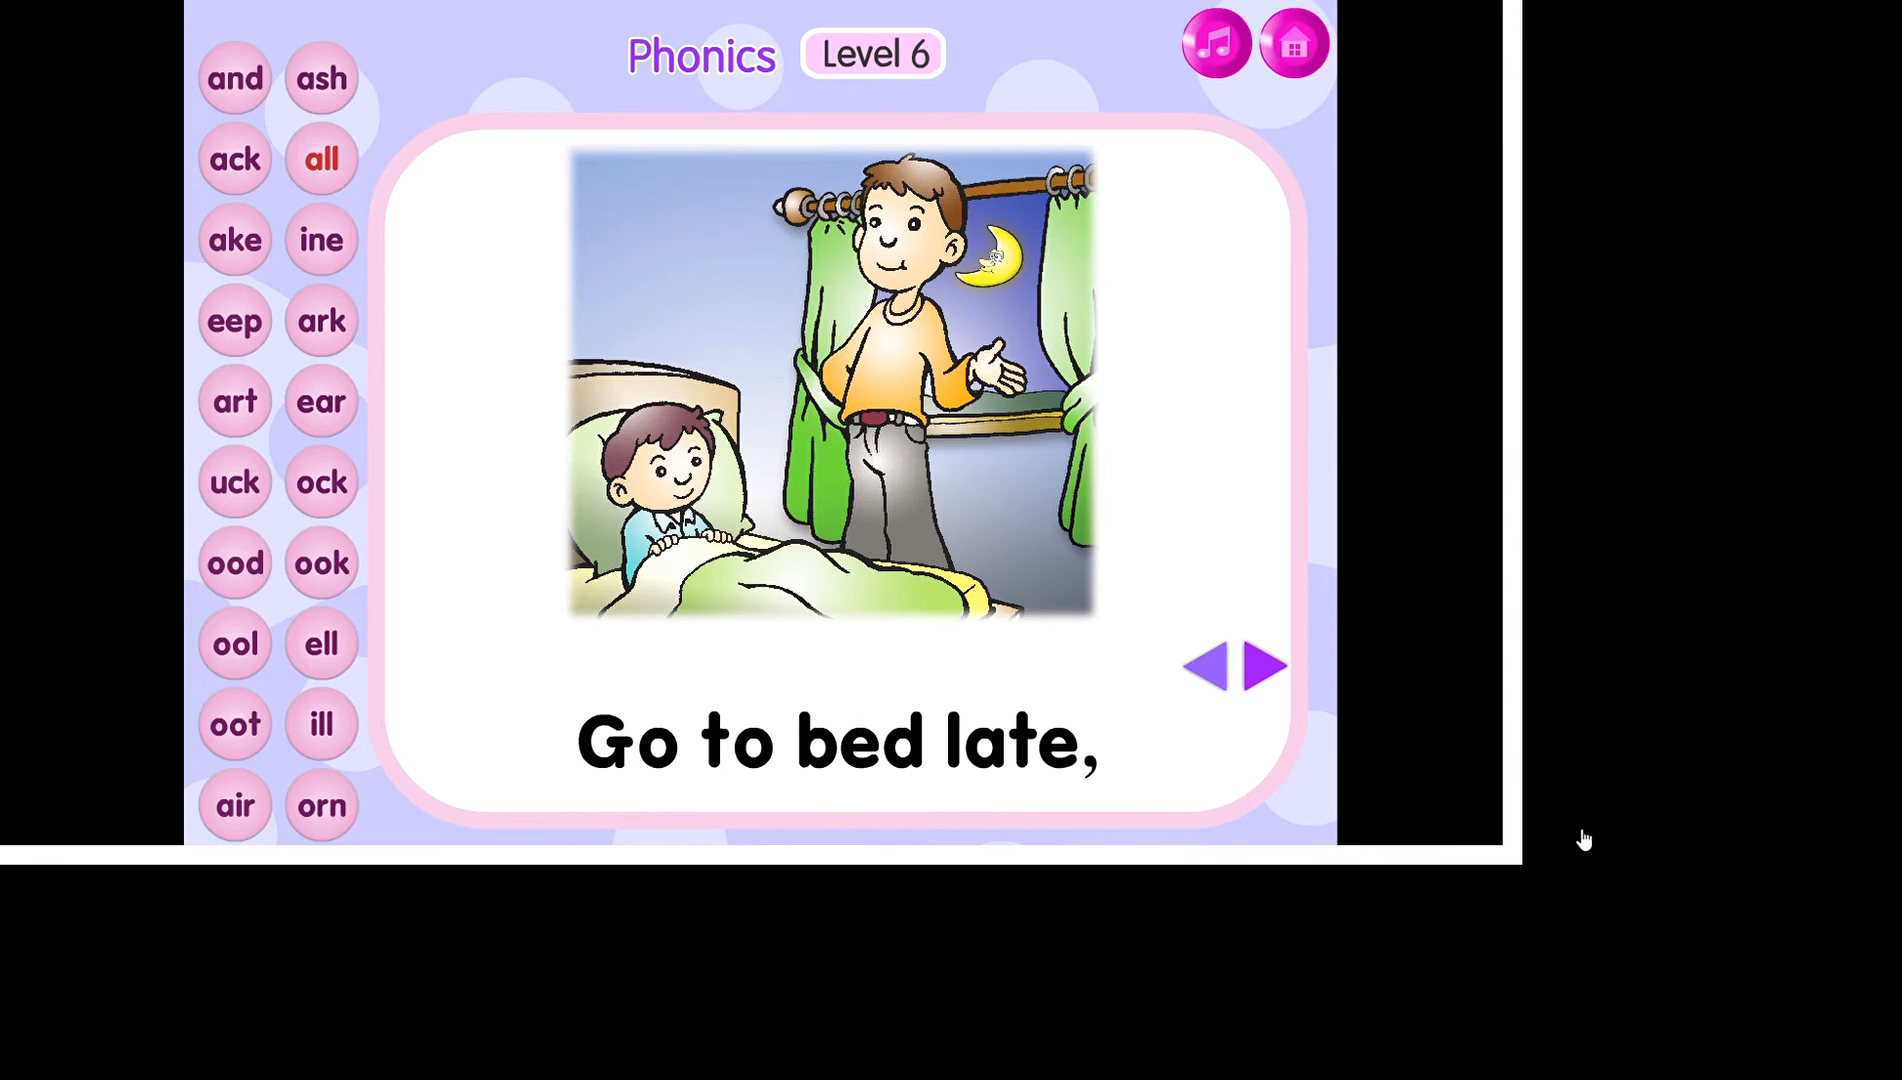 Phonics Level 6
and ash
ack all
ake ine
eep ark
art ear
uck ock
ood ook
ool ell
oot ill
air orn
Go to bed late,